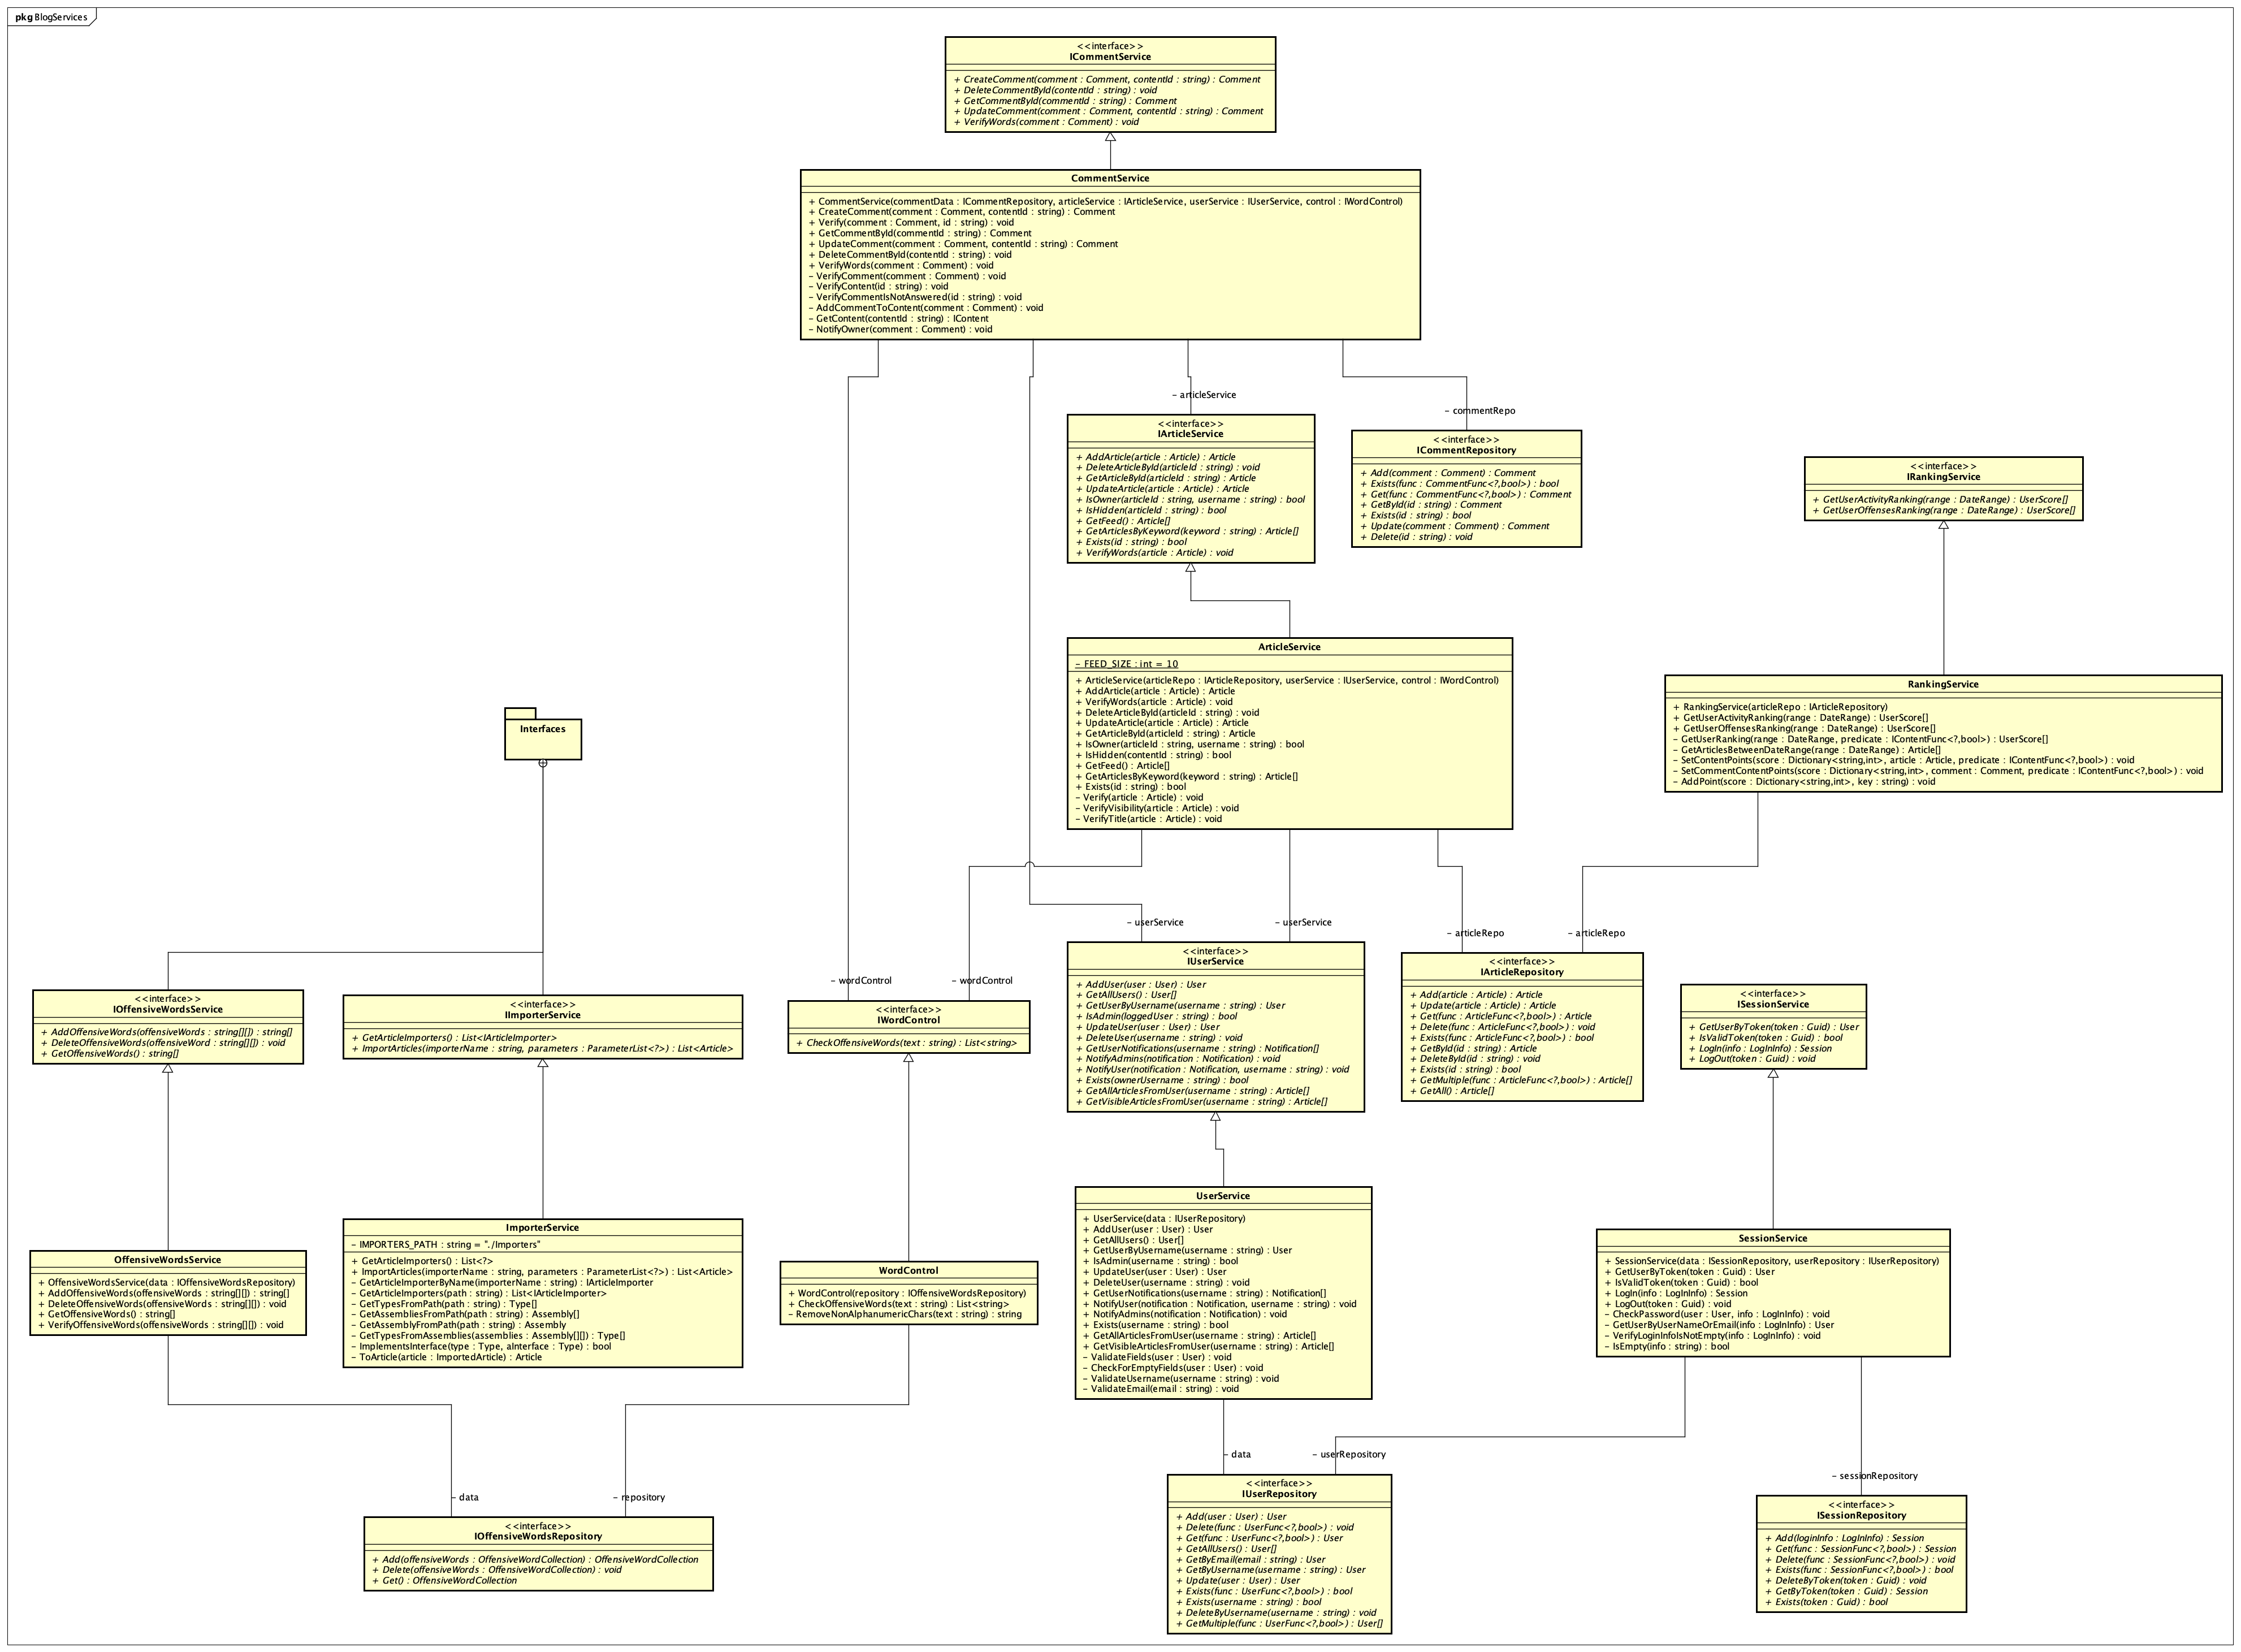 pkg BlogServices
<<interface>>
ICommentService
+ CreateComment(comment : Comment, contentId : string) : Comment
+ DeleteCommentById(contentId : string) : void
+ GetCommentById(commentId : string) : Comment
+ UpdateComment(comment : Comment, contentId : string) : Comment
+ VerifyWords(comment : Comment) : void
CommentService
+ CommentService(commentData : ICommentRepository, articleService : IArticleService, userService : IUserService, control : IWordControl)
+ CreateComment(comment : Comment, contentId : string) : Comment
+ Verify(comment : Comment, id : string) : void
+ GetCommentById(commentId : string) : Comment
+ UpdateComment(comment : Comment, contentId : string) : Comment
+ DeleteCommentById(contentId : string) : void
+ VerifyWords(comment : Comment) : void
- VerifyComment(comment : Comment) : void
- VerifyContent(id : string) : void
- VerifyCommentIsNotAnswered(id : string) : void
- AddCommentToContent(comment : Comment) : void
- GetContent(contentId : string) : IContent
- NotifyOwner(comment : Comment) : void
- articleService
- commentRepo
<<interface>>
IArticleService
+ AddArticle(article : Article) : Article
+ DeleteArticleById(articleId : string) : void
+ GetArticleById(articleId : string) : Article
+ UpdateArticle(article : Article) : Article
+ IsOwner(articleId : string, username : string) : bool
+ IsHidden(articleId : string) : bool
+ GetFeed() : Article[]
+ GetArticlesByKeyword(keyword : string) : Article[]
+ Exists(id : string) : bool
+ VerifyWords(article : Article) : void
<<interface>>
ICommentRepository
+ Add(comment : Comment) : Comment
+ Exists(func : CommentFunc<?,bool>) : bool
+ Get(func : CommentFunc<?,bool>) : Comment
+ GetById(id : string) : Comment
+ Exists(id : string) : bool
+ Update(comment : Comment) : Comment
+ Delete(id : string) : void
<<interface>>
IRankingService
+ GetUserActivityRanking(range : DateRange) : UserScore[]
+ GetUserOffensesRanking(range : DateRange) : UserScore[]
ArticleService
- FEED_SIZE : int = 10
+ ArticleService(articleRepo : IArticleRepository, userService : IUserService, control : IWordControl)
+ AddArticle(article : Article) : Article
+ VerifyWords(article : Article) : void
+ DeleteArticleById(articleId : string) : void
+ UpdateArticle(article : Article) : Article
+ GetArticleById(articleId : string) : Article
+ IsOwner(articleId : string, username : string) : bool
+ IsHidden(contentId : string) : bool
+ GetFeed() : Article[]
+ GetArticlesByKeyword(keyword : string) : Article[]
+ Exists(id : string) : bool
- Verify(article : Article) : void
- VerifyVisibility(article : Article) : void
- VerifyTitle(article : Article) : void
RankingService
+ RankingService(articleRepo : IArticleRepository)
+ GetUserActivityRanking(range : DateRange) : UserScore[]
+ GetUserOffensesRanking(range : DateRange) : UserScore[]
- GetUserRanking(range : DateRange, predicate : IContentFunc<?,bool>) : UserScore[]
- GetArticlesBetweenDateRange(range : DateRange) : Article[]
- SetContentPoints(score : Dictionary<string,int>, article : Article, predicate : IContentFunc<?,bool>) : void
- SetCommentContentPoints(score : Dictionary<string,int>, comment : Comment, predicate : IContentFunc<?,bool>) : void
- AddPoint(score : Dictionary<string,int>, key : string) : void
Interfaces
- userService
- userService
- articleRepo
- articleRepo
- wordControl
- wordControl
<<interface>>
IOffensiveWordsService
+ AddOffensiveWords(offensiveWords : string[][]) : string[]
+ DeleteOffensiveWords(offensiveWord : string[][]) : void
+ GetOffensiveWords() : string[]
<<interface>>
IImporterService
+ GetArticleImporters() : List<IArticleImporter>
+ ImportArticles(importerName : string, parameters : ParameterList<?>) : List<Article>
<<interface>>
IWordControl
+ CheckOffensiveWords(text : string) : List<string>
<<interface>>
IUserService
+ AddUser(user : User) : User
+ GetAllUsers() : User[]
+ GetUserByUsername(username : string) : User
+ IsAdmin(loggedUser : string) : bool
+ UpdateUser(user : User) : User
+ DeleteUser(username : string) : void
+ GetUserNotifications(username : string) : Notification[]
+ NotifyAdmins(notification : Notification) : void
+ NotifyUser(notification : Notification, username : string) : void
+ Exists(ownerUsername : string) : bool
+ GetAllArticlesFromUser(username : string) : Article[]
+ GetVisibleArticlesFromUser(username : string) : Article[]
<<interface>>
IArticleRepository
+ Add(article : Article) : Article
+ Update(article : Article) : Article
+ Get(func : ArticleFunc<?,bool>) : Article
+ Delete(func : ArticleFunc<?,bool>) : void
+ Exists(func : ArticleFunc<?,bool>) : bool
+ GetById(id : string) : Article
+ DeleteById(id : string) : void
+ Exists(id : string) : bool
+ GetMultiple(func : ArticleFunc<?,bool>) : Article[]
+ GetAll() : Article[]
<<interface>>
ISessionService
+ GetUserByToken(token : Guid) : User
+ IsValidToken(token : Guid) : bool
+ LogIn(info : LogInInfo) : Session
+ LogOut(token : Guid) : void
OffensiveWordsService
+ OffensiveWordsService(data : IOffensiveWordsRepository)
+ AddOffensiveWords(offensiveWords : string[][]) : string[]
+ DeleteOffensiveWords(offensiveWords : string[][]) : void
+ GetOffensiveWords() : string[]
+ VerifyOffensiveWords(offensiveWords : string[][]) : void
ImporterService
- IMPORTERS_PATH : string = "./Importers"
+ GetArticleImporters() : List<?>
+ ImportArticles(importerName : string, parameters : ParameterList<?>) : List<Article>
- GetArticleImporterByName(importerName : string) : IArticleImporter
- GetArticleImporters(path : string) : List<IArticleImporter>
- GetTypesFromPath(path : string) : Type[]
- GetAssembliesFromPath(path : string) : Assembly[]
- GetAssemblyFromPath(path : string) : Assembly
- GetTypesFromAssemblies(assemblies : Assembly[][]) : Type[]
- ImplementsInterface(type : Type, aInterface : Type) : bool
- ToArticle(article : ImportedArticle) : Article
WordControl
+ WordControl(repository : IOffensiveWordsRepository)
+ CheckOffensiveWords(text : string) : List<string>
- RemoveNonAlphanumericChars(text : string) : string
UserService
+ UserService(data : IUserRepository)
+ AddUser(user : User) : User
+ GetAllUsers() : User[]
+ GetUserByUsername(username : string) : User
+ IsAdmin(username : string) : bool
+ UpdateUser(user : User) : User
+ DeleteUser(username : string) : void
+ GetUserNotifications(username : string) : Notification[]
+ NotifyUser(notification : Notification, username : string) : void
+ NotifyAdmins(notification : Notification) : void
+ Exists(username : string) : bool
+ GetAllArticlesFromUser(username : string) : Article[]
+ GetVisibleArticlesFromUser(username : string) : Article[]
- ValidateFields(user : User) : void
- CheckForEmptyFields(user : User) : void
- ValidateUsername(username : string) : void
- ValidateEmail(email : string) : void
SessionService
+ SessionService(data : ISessionRepository, userRepository : IUserRepository)
+ GetUserByToken(token : Guid) : User
+ IsValidToken(token : Guid) : bool
+ LogIn(info : LogInInfo) : Session
+ LogOut(token : Guid) : void
- CheckPassword(user : User, info : LogInInfo) : void
- GetUserByUserNameOrEmail(info : LogInInfo) : User
- VerifyLoginInfoIsNotEmpty(info : LogInInfo) : void
- IsEmpty(info : string) : bool
- data
- repository
- data
- userRepository
- sessionRepository
<<interface>>
IOffensiveWordsRepository
+ Add(offensiveWords : OffensiveWordCollection) : OffensiveWordCollection
+ Delete(offensiveWords : OffensiveWordCollection) : void
+ Get() : OffensiveWordCollection
<<interface>>
IUserRepository
+ Add(user : User) : User
+ Delete(func : UserFunc<?,bool>) : void
+ Get(func : UserFunc<?,bool>) : User
+ GetAllUsers() : User[]
+ GetByEmail(email : string) : User
+ GetByUsername(username : string) : User
+ Update(user : User) : User
+ Exists(func : UserFunc<?,bool>) : bool
+ Exists(username : string) : bool
+ DeleteByUsername(username : string) : void
+ GetMultiple(func : UserFunc<?,bool>) : User[]
<<interface>>
ISessionRepository
+ Add(loginInfo : LogInInfo) : Session
+ Get(func : SessionFunc<?,bool>) : Session
+ Delete(func : SessionFunc<?,bool>) : void
+ Exists(func : SessionFunc<?,bool>) : bool
+ DeleteByToken(token : Guid) : void
+ GetByToken(token : Guid) : Session
+ Exists(token : Guid) : bool